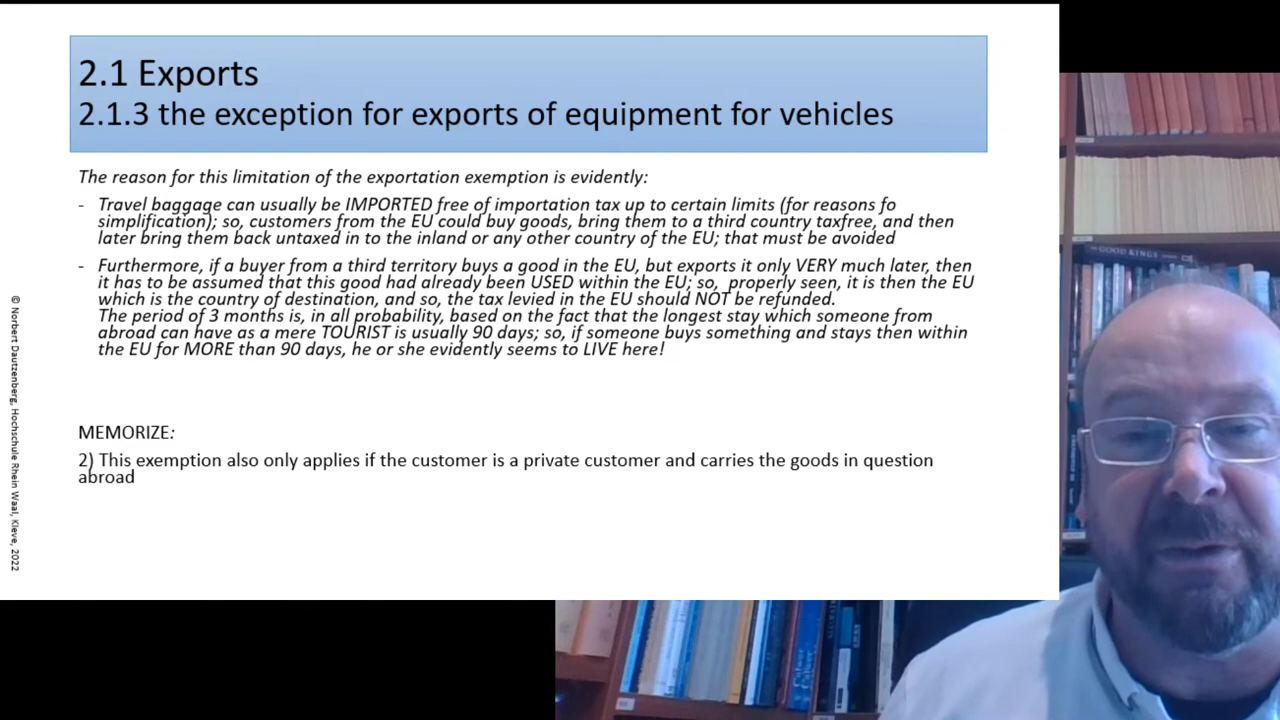 2.1 Exports
2.1.3 the exception for exports of equipment for vehicles
The reason for this limitation of the exportation exemption is evidently:
- Travel baggage can usually be IMPORTED free of importation tax up to certain limits (for reasons fo
simplification); so, customers from the EU could buy goods, bring them to a third country taxfree, and then
later bring them back untaxed in to the inland or any other country of the EU; that must be avoided
- Furthermore, if a buyer from a third territory buys a good in the EU, but exports it only VERY much later, then
it has to be assumed that this good had already been USED within the EU; so, properly seen, it is then the EU
which is the country of destination, and so, the tax levied in the EU should NOT be refunded.
The period of 3 months is, in all probability, based on the fact that the longest stay which someone from
abroad can have as a mere TOURIST is usually 90 days; so, if someone buys something and stays then within
the EU for MORE than 90 days, he or she evidently seems to LIVE here!
MEMORIZE:
2) This exemption also only applies if the customer is a private customer and carries the goods in question
abroad
© Norbert Dautzenberg, Hochschule Rhein Waal, Kleve, 2022
THE GOOD KINGS